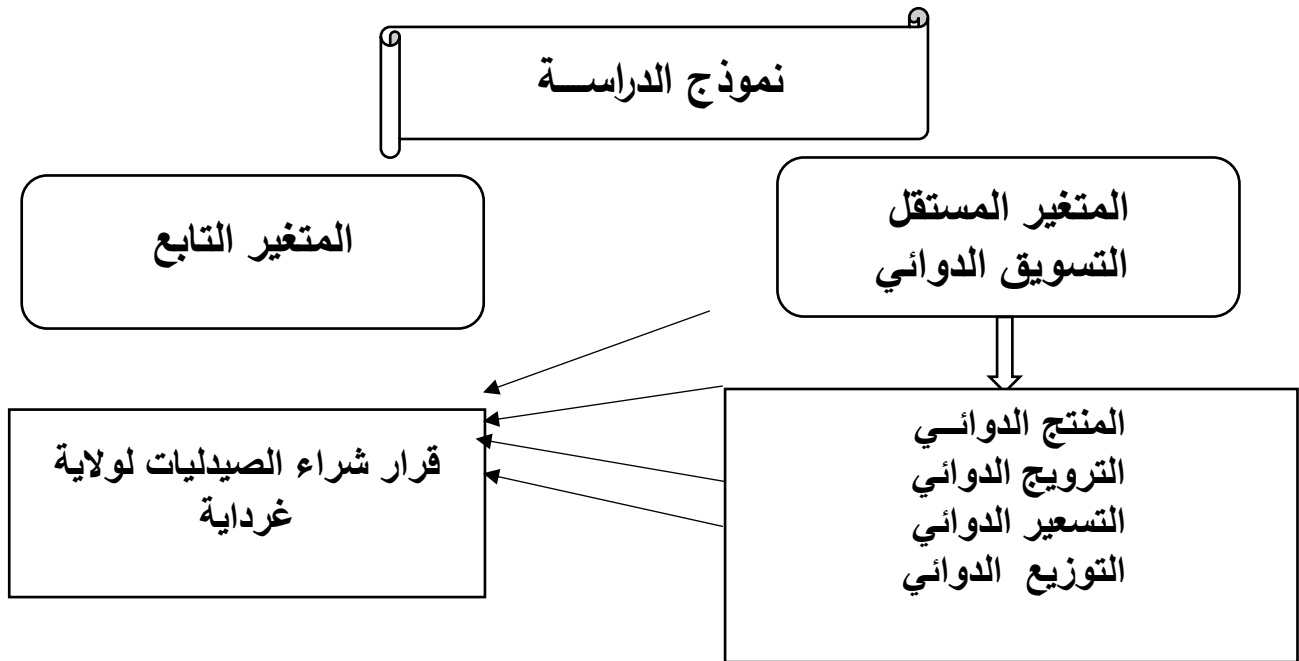 نموذج الدراســـة
المتغير المستقل
التسويق الدوائي
المتغير التابع
المنتج الدوائــي
الترويج الدوائي
التسعير الدوائي
التوزيع الدوائي
قرار شراء الصيدليات لولاية
غرداية